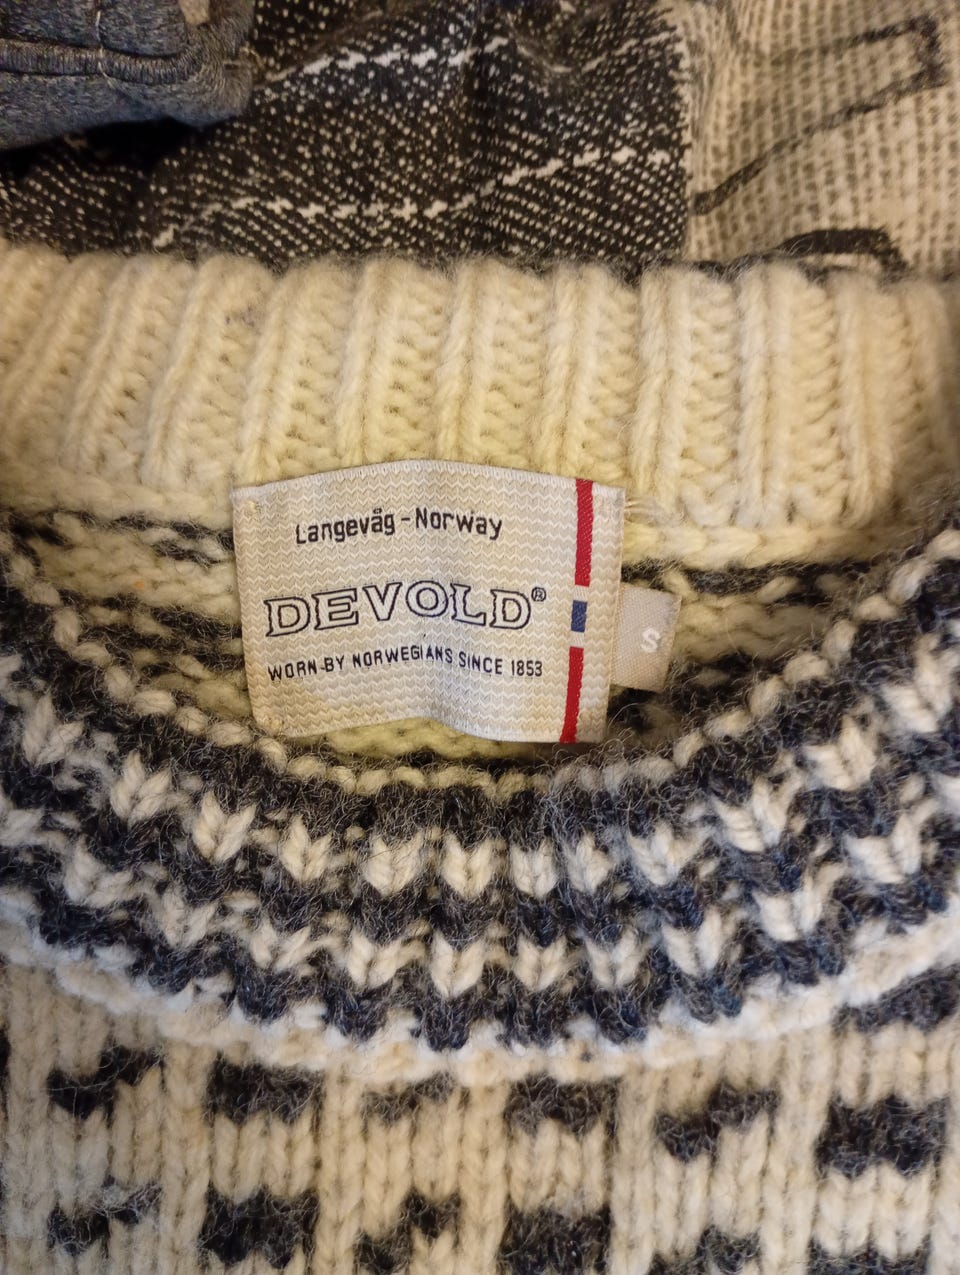 Langevåg - Norway
DEVOLD®
WORN BY NORWEGIANS SINCE 1853
S